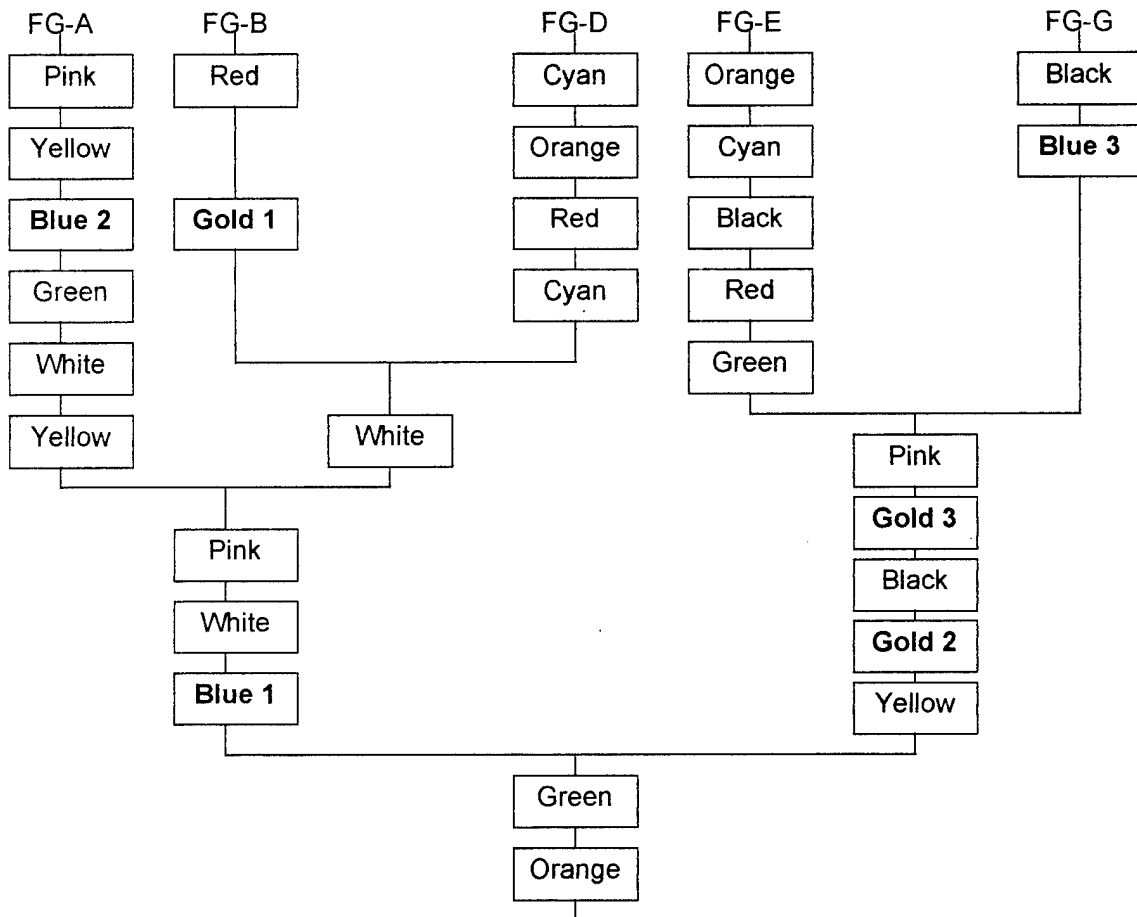 FG-A FG-B FG-D FG-E FG-G
Pink Red Cyan Orange Black
Yellow Orange Cyan Blue 3
Blue 2 Gold 1 Red Black
Green Cyan Red
White Green
Yellow White Pink
Gold 3
Pink Black
White Gold 2
Blue 1 Yellow
Green
Orange